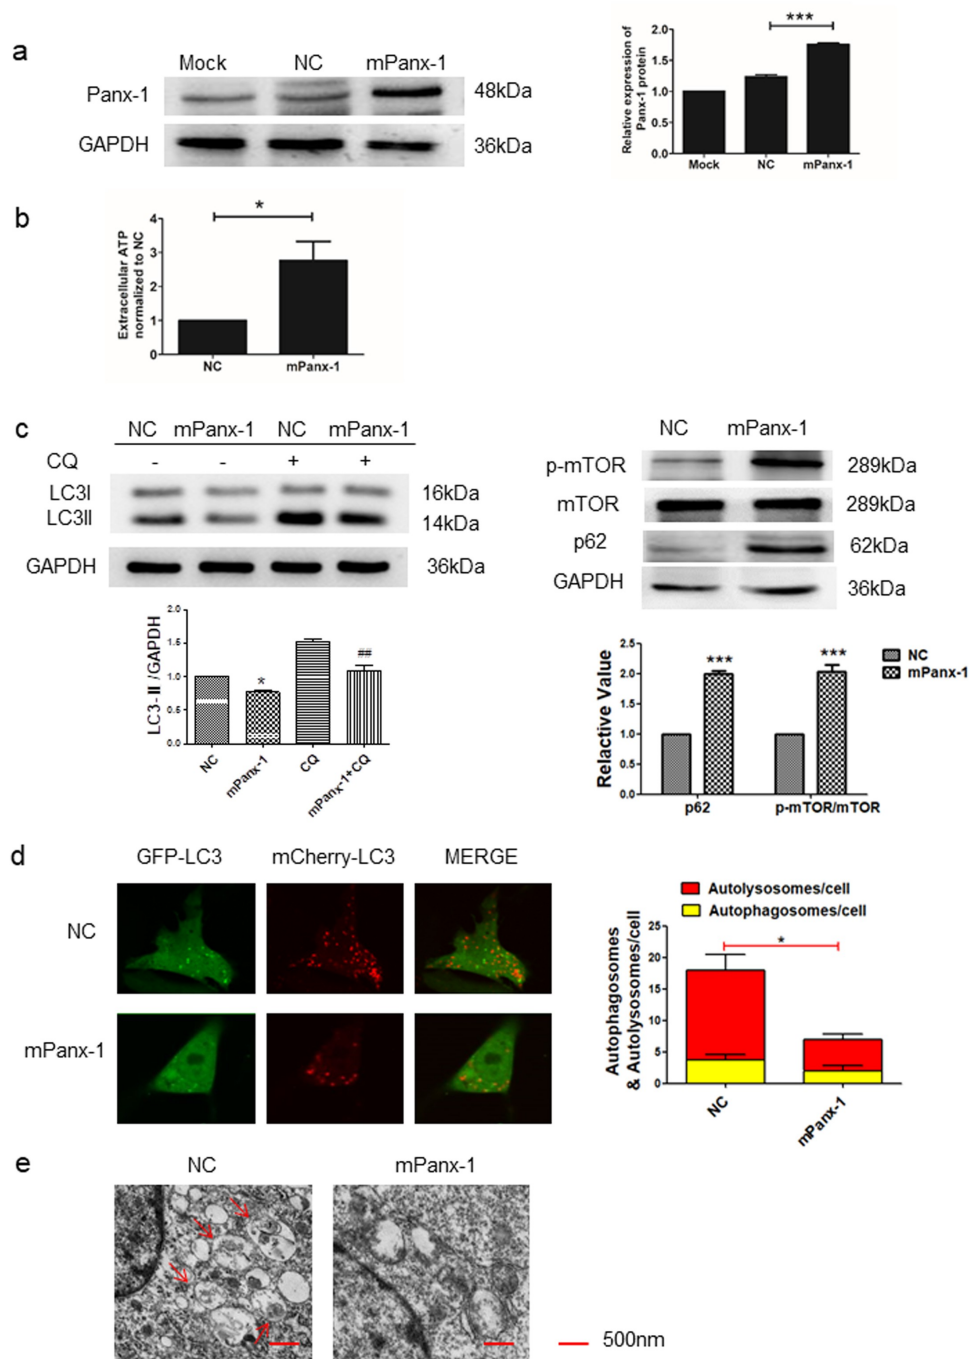 a
Mock NC mPanx-1
Panx-1 48kDa
GAPDH 36kDa
Relative expression of
Panx-1 protein
2.0
1.5
1.0
0.5
0.0
***
Mock NC mPanx-1
b
Extracellular ATP
normalized to NC
4
3
2
1
0
*
NC mPanx-1
c
NC mPanx-1 NC mPanx-1
CQ - - + +
LC3I 16kDa
LC3II 14kDa
GAPDH 36kDa
LC3-II/GAPDH
2.0
1.5
1.0
0.5
0.0
*
##
NC mPanx-1 CQ mPanx-1+CQ
NC mPanx-1
p-mTOR 289kDa
mTOR 289kDa
p62 62kDa
GAPDH 36kDa
Relactive Value
2.5
2.0
1.5
1.0
0.5
0.0
*** ***
NC
mPanx-1
p62 p-mTOR/mTOR
d
GFP-LC3 mCherry-LC3 MERGE
NC
mPanx-1
Autolysosomes/cell
Autophagosomes/cell
Autophagosomes
& Autolysosomes/cell
25
20
15
10
5
0
*
NC mPanx-1
e
NC mPanx-1
500nm